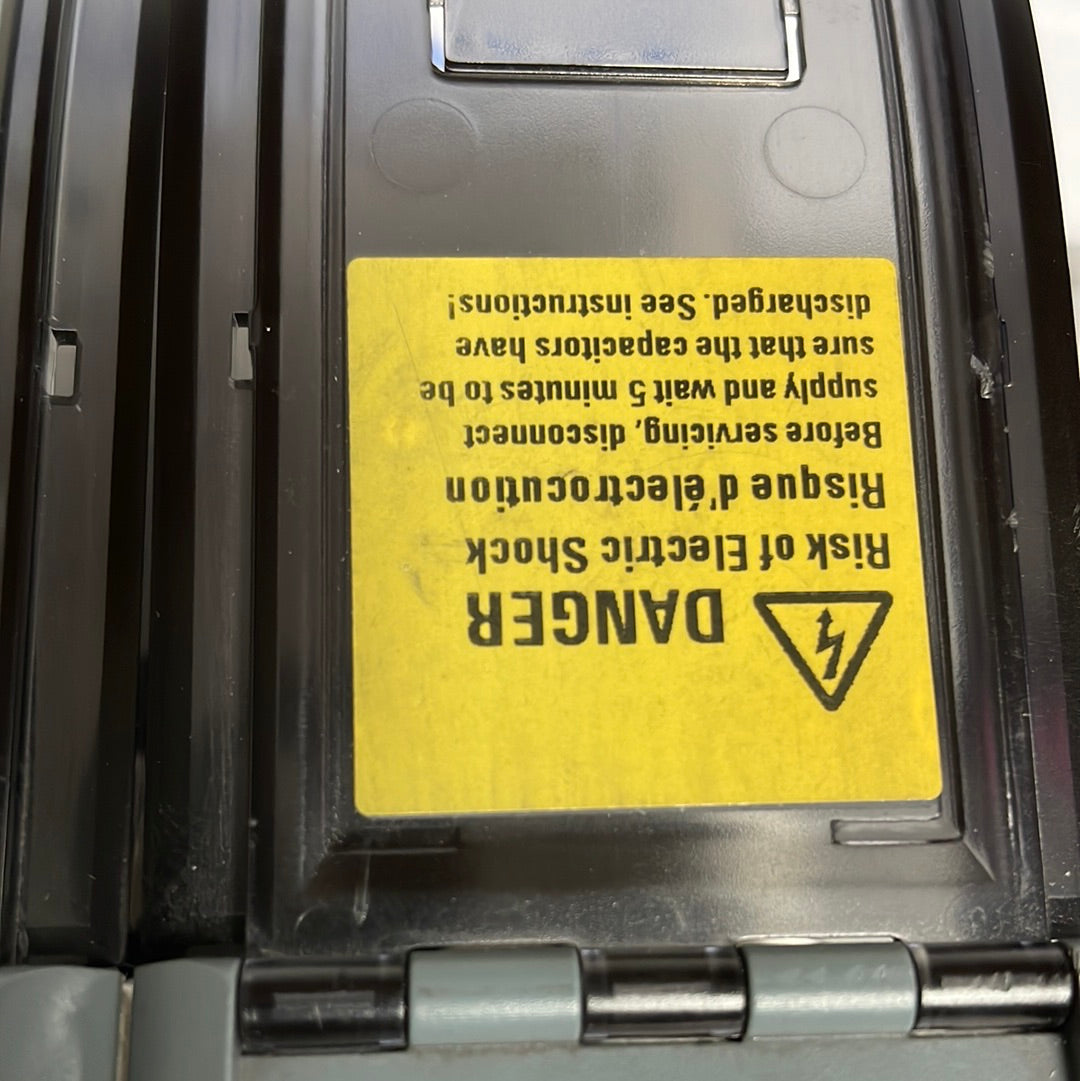 DANGER
Risk of Electric Shock
Risque d'électrocution
Before servicing, disconnect
supply and wait 5 minutes to be
sure that the capacitors have
discharged. See instructions!